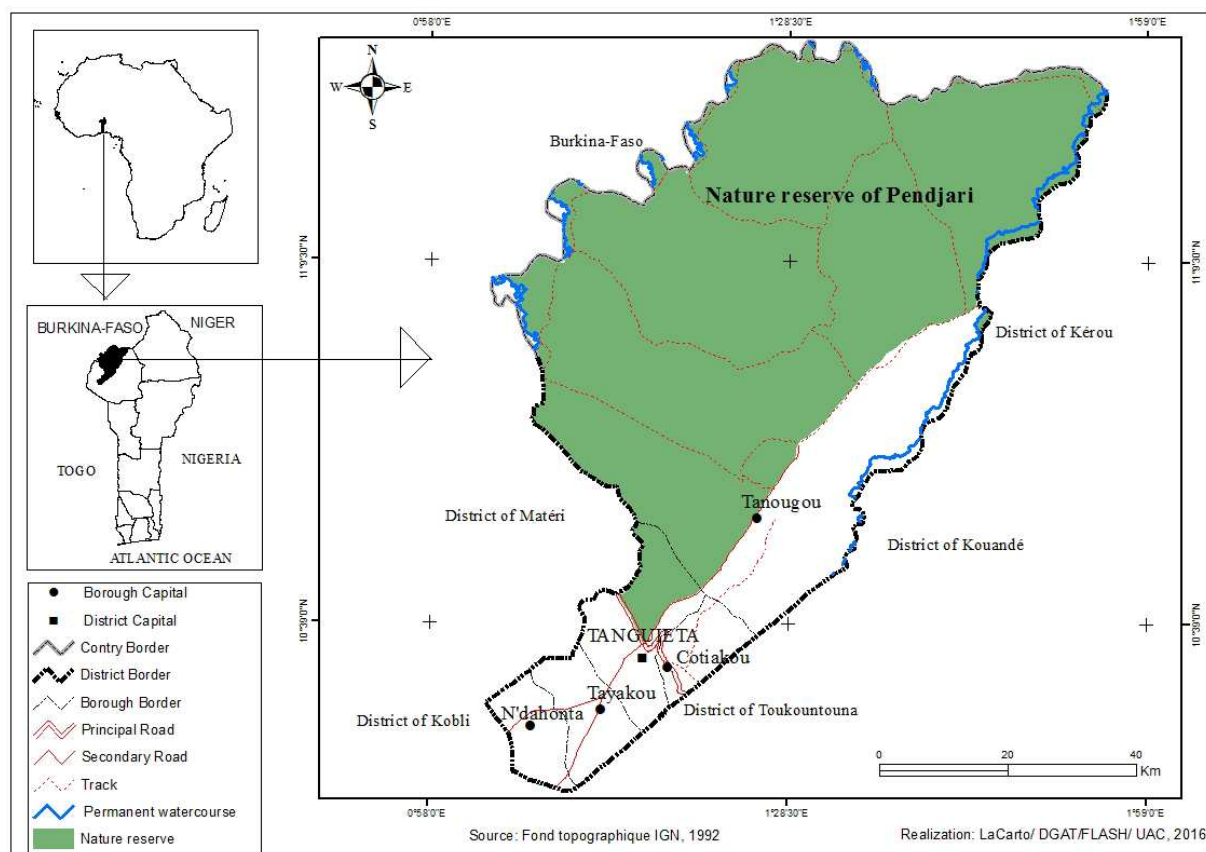 0°58'0"E
1°28'30"E
1°59'0"E
N
W E
S
Burkina-Faso
Nature reserve of Pendjari
11°9'30"N
11°9'30"N
BURKINA-FASO
NIGER
TOGO
NIGERIA
ATLANTIC OCEAN
District of Kérou
District of Matéri
Tanougou
District of Kouandé
10°39'0"N
10°39'0"N
TANGUIETA
Cotiakou
Tayakou
N'dahonta
District of Kobli
District of Toukountouna
Borough Capital
District Capital
Contry Border
District Border
Borough Border
Principal Road
Secondary Road
Track
Permanent watercourse
Nature reserve
0 20 40
Km
0°58'0"E
1°28'30"E
1°59'0"E
Source: Fond topographique IGN, 1992
Realization: LaCarto/ DGAT/FLASH/ UAC, 2016